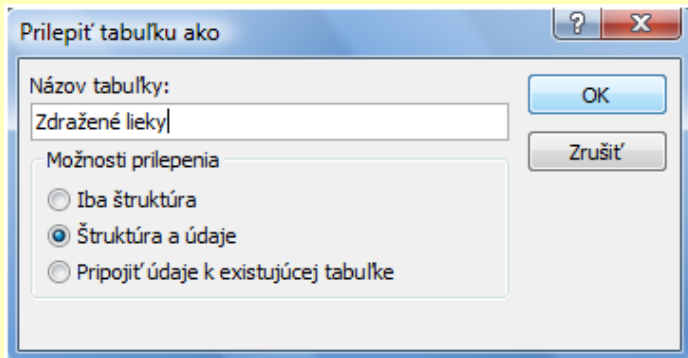 Prilepiť tabuľku ako
Názov tabuľky:
OK
Zdražené lieky
Zrušiť
Možnosti prilepenia
Iba štruktúra
Štruktúra a údaje
Pripojiť údaje k existujúcej tabuľke